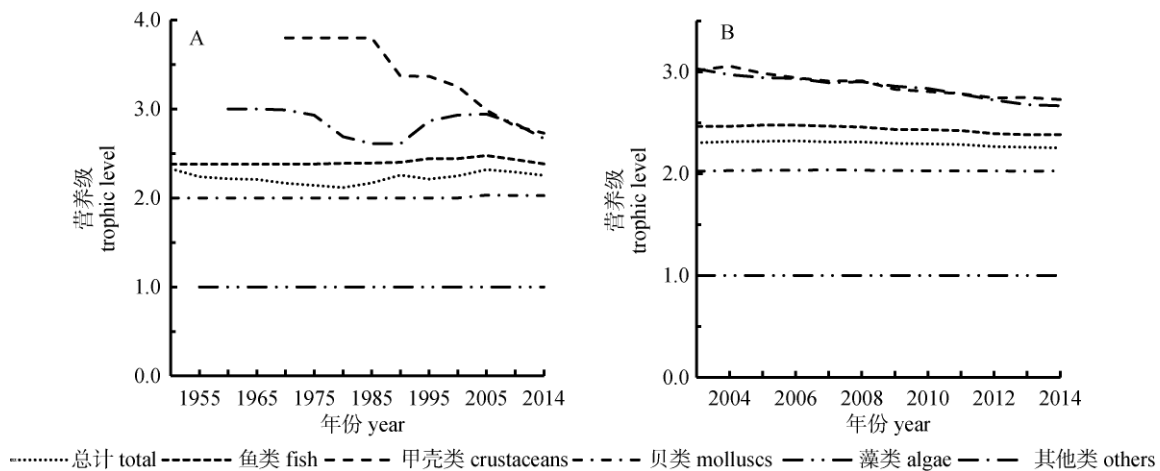 A
4.0
3.0
2.0
1.0
0.0
营养级
trophic level
1955 1965 1975 1985 1995 2005 2014
年份 year
B
3.0
2.0
1.0
0.0
营养级
trophic level
2004 2006 2008 2010 2012 2014
年份 year
总计 total 鱼类 fish 甲壳类 crustaceans 贝类 molluscs 藻类 algae 其他类 others